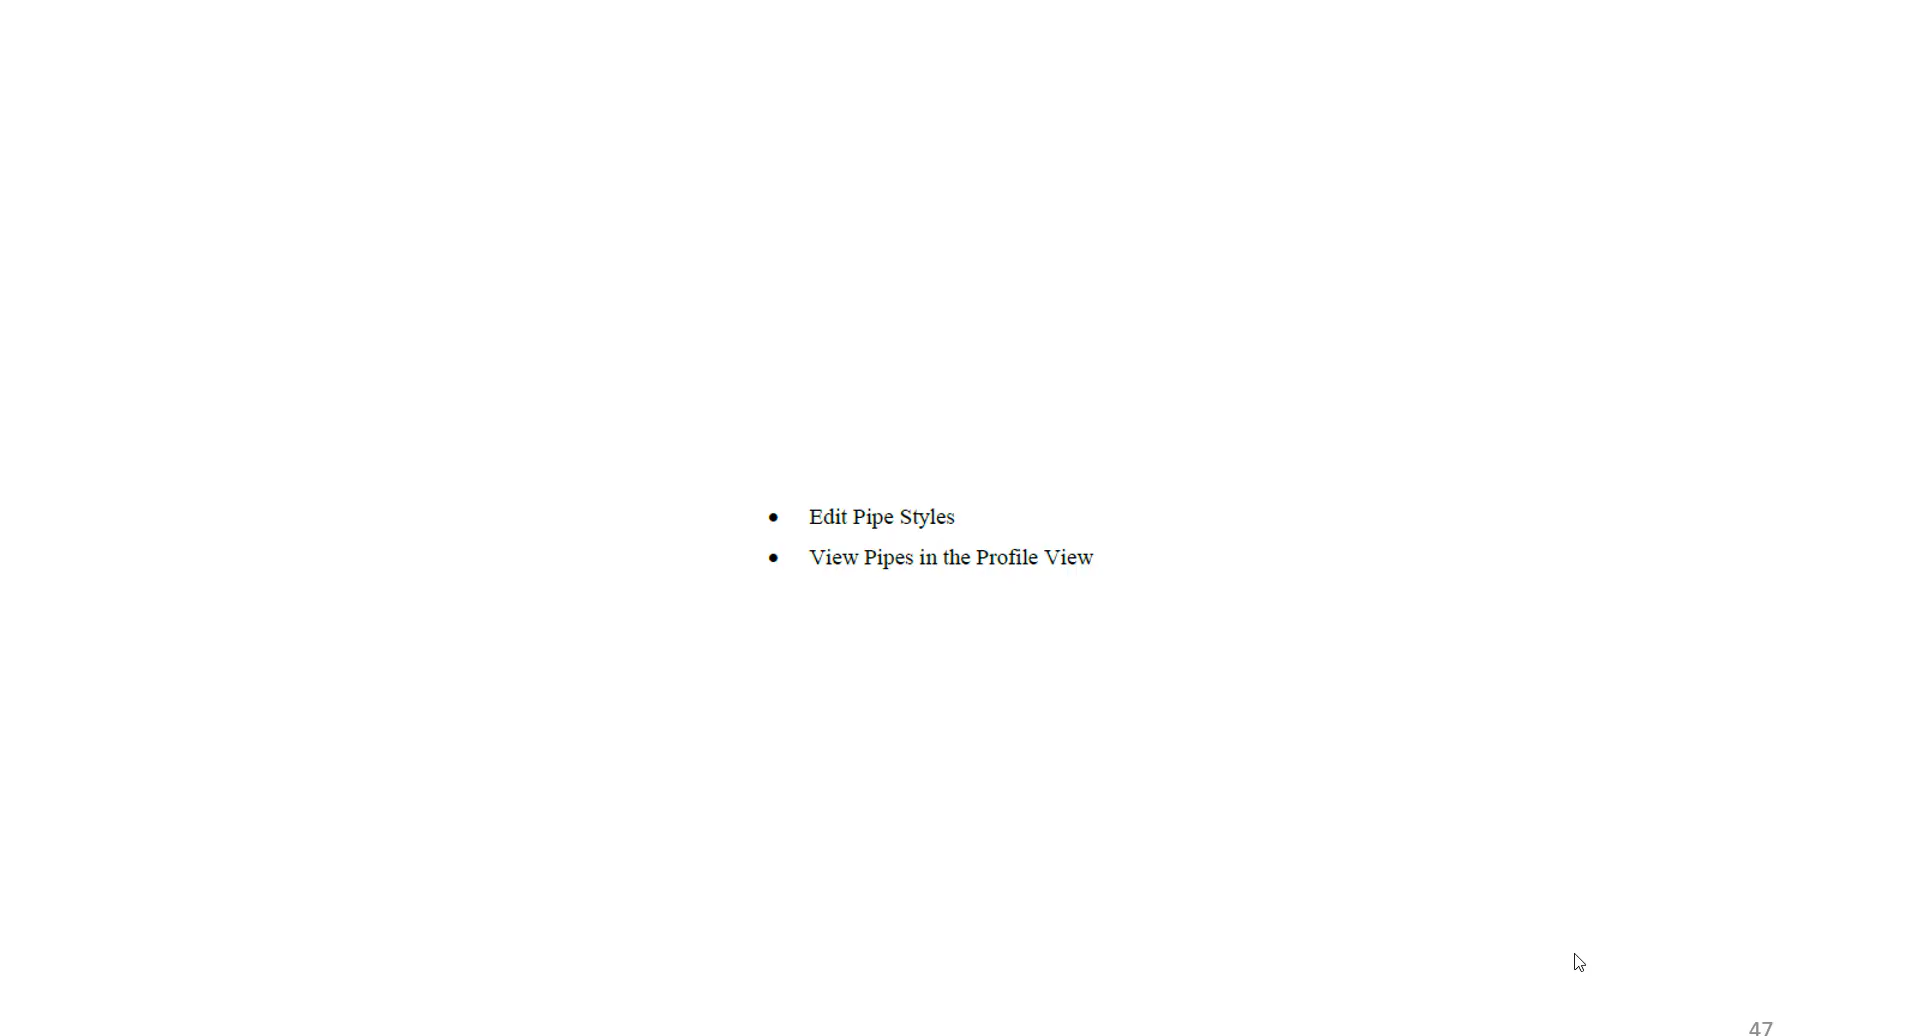 • Edit Pipe Styles
• View Pipes in the Profile View
47